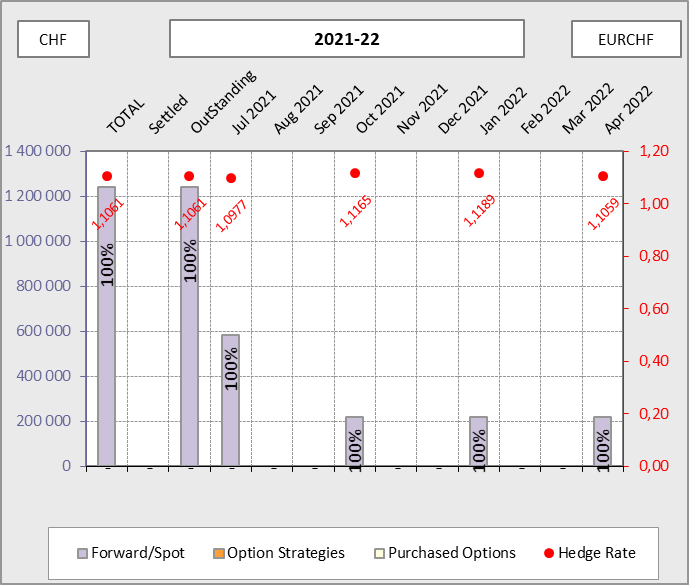 CHF
2021-22
EURCHF
TOTAL
Settled
OutStanding
Jul 2021
Aug 2021
Sep 2021
Oct 2021
Nov 2021
Dec 2021
Jan 2022
Feb 2022
Mar 2022
Apr 2022
1 400 000
1 200 000
1 000 000
800 000
600 000
400 000
200 000
0
1,20
1,00
0,80
0,60
0,40
0,20
0,00
1,1061
1,1061
1,0977
1,1165
1,1189
1,1059
100%
100%
100%
100%
100%
100%
- - - - - - - - -
Forward/Spot Option Strategies Purchased Options Hedge Rate